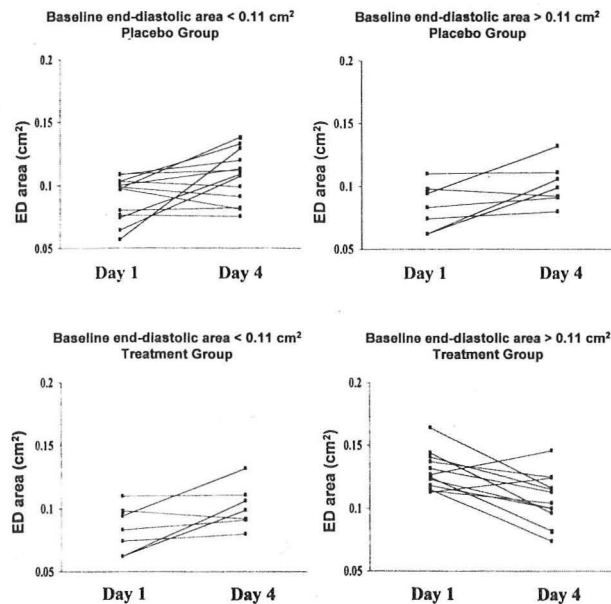 Baseline end-diastolic area < 0.11 cm²
Placebo Group
0.2
0.15
0.1
0.05
ED area (cm²)
Day 1
Day 4
Baseline end-diastolic area > 0.11 cm²
Placebo Group
0.2
0.15
0.1
0.05
ED area (cm²)
Day 1
Day 4
Baseline end-diastolic area < 0.11 cm²
Treatment Group
0.2
0.15
0.1
0.05
ED area (cm²)
Day 1
Day 4
Baseline end-diastolic area > 0.11 cm²
Treatment Group
0.2
0.15
0.1
0.05
ED area (cm²)
Day 1
Day 4